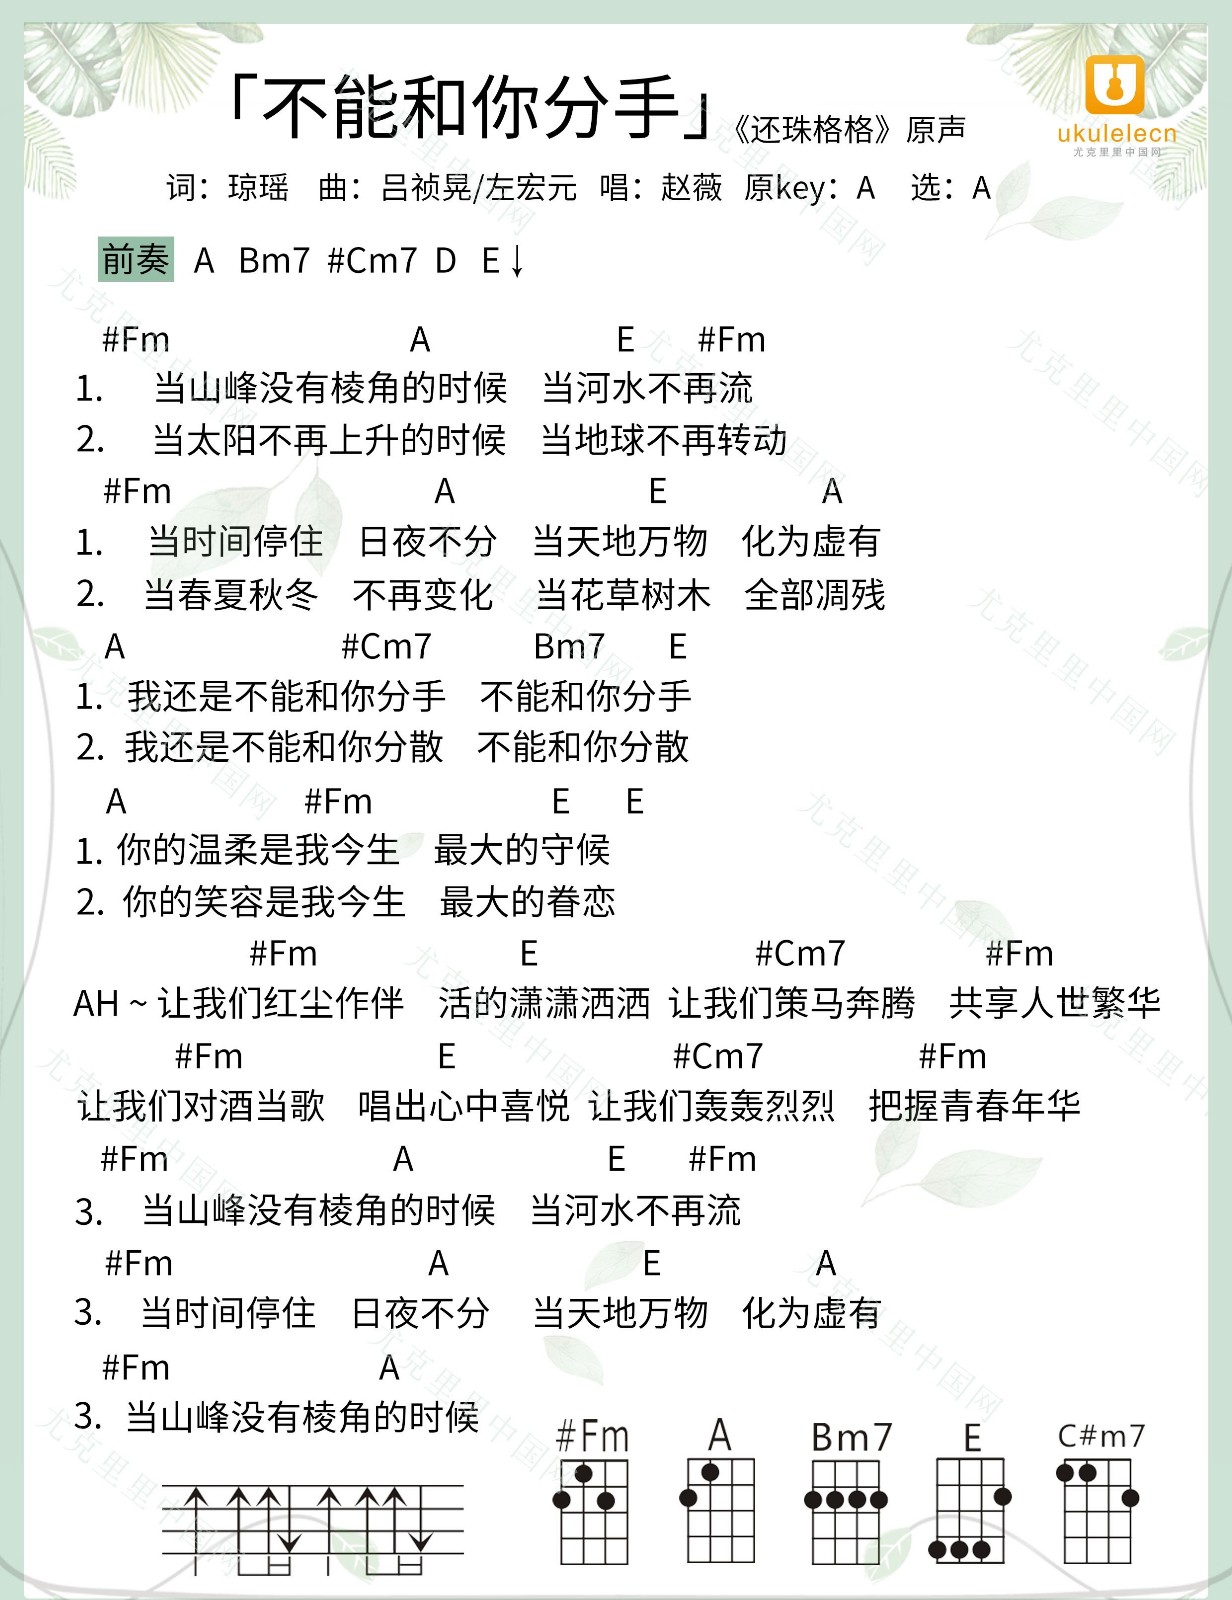 「不能和你分手」《还珠格格》原声
ukulelecn
尤克里里中国网
词：琼瑶 曲：吕祯晃/左宏元 唱：赵薇 原key：A 选：A
前奏 A Bm7 #Cm7 D E↓
#Fm A E #Fm
1. 当山峰没有棱角的时候 当河水不再流
2. 当太阳不再上升的时候 当地球不再转动
#Fm A E A
1. 当时间停住 日夜不分 当天地万物 化为虚有
2. 当春夏秋冬 不再变化 当花草树木 全部凋残
A #Cm7 Bm7 E
1. 我还是不能和你分手 不能和你分手
2. 我还是不能和你分散 不能和你分散
A #Fm E E
1. 你的温柔是我今生 最大的守候
2. 你的笑容是我今生 最大的眷恋
#Fm E #Cm7 #Fm
AH ~ 让我们红尘作伴 活的潇潇洒洒 让我们策马奔腾 共享人世繁华
#Fm E #Cm7 #Fm
让我们对酒当歌 唱出心中喜悦 让我们轰轰烈烈 把握青春年华
#Fm A E #Fm
3. 当山峰没有棱角的时候 当河水不再流
#Fm A E A
3. 当时间停住 日夜不分 当天地万物 化为虚有
#Fm A
3. 当山峰没有棱角的时候
#Fm A Bm7 E C#m7